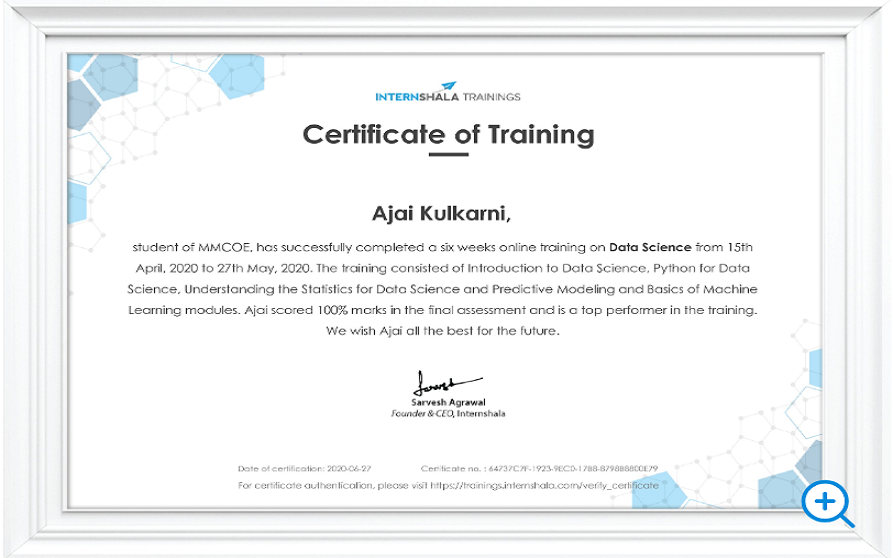 INTERNSHALA TRAININGS
Certificate of Training
Ajai Kulkarni,
student of MMCOE, has successfully completed a six weeks online training on Data Science from 15th
April, 2020 to 27th May, 2020. The training consisted of Introduction to Data Science, Python for Data
Science, Understanding the Statistics for Data Science and Predictive Modeling and Basics of Machine
Learning modules. Ajai scored 100% marks in the final assessment and is a top performer in the training.
We wish Ajai all the best for the future.
Sarvesh Agrawal
Founder & CEO, Internshala
Date of certification: 2020-06-27 Certificate no. : 64737C7F-1923-9EC0-17B8-879888800E79
For certificate authentication, please visit https://trainings.internshala.com/verify_certificate